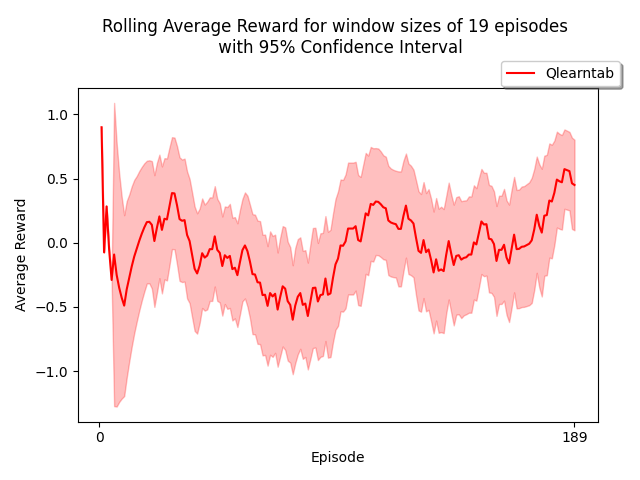 Rolling Average Reward for window sizes of 19 episodes
with 95% Confidence Interval
Qlearntab
1.0
0.5
0.0
−0.5
−1.0
Average Reward
0
189
Episode